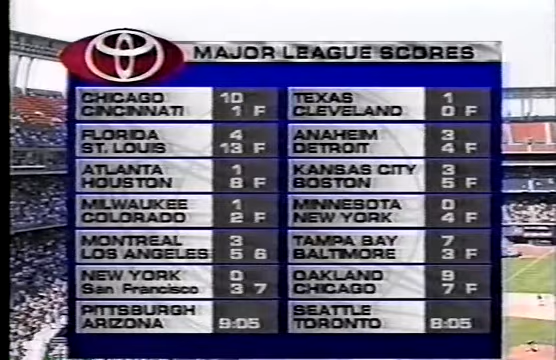 MAJOR LEAGUE SCORES
CHICAGO 10
CINCINNATI 1 F
FLORIDA 4
ST. LOUIS 13 F
ATLANTA 1
HOUSTON 8 F
MILWAUKEE 1
COLORADO 2 F
MONTREAL 3
LOS ANGELES 5 6
NEW YORK 0
San Francisco 3 7
PITTSBURGH
ARIZONA 9:05
TEXAS 1
CLEVELAND 0 F
ANAHEIM 3
DETROIT 4 F
KANSAS CITY 3
BOSTON 5 F
MINNESOTA 0
NEW YORK 4 F
TAMPA BAY 7
BALTIMORE 3 F
OAKLAND 9
CHICAGO 7 F
SEATTLE
TORONTO 8:05